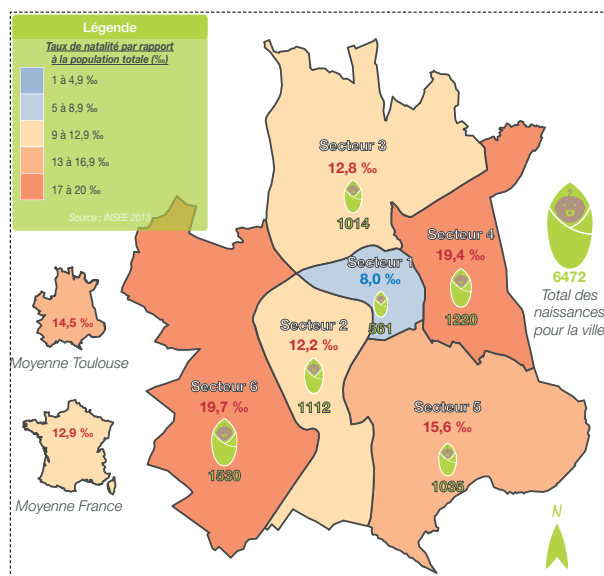 Légende
Taux de natalité par rapport
à la population totale (‰)
1 à 4,9 ‰
5 à 8,9 ‰
9 à 12,9 ‰
13 à 16,9 ‰
17 à 20 ‰
Source : INSEE 2013
Secteur 3
12,8 ‰
1014
Secteur 4
19,4 ‰
1220
Secteur 1
8,0 ‰
561
6472
Total des
naissances
pour la ville
14,5 ‰
Moyenne Toulouse
Secteur 2
12,2 ‰
1112
Secteur 6
19,7 ‰
1530
Secteur 5
15,6 ‰
1035
12,9 ‰
Moyenne France
N